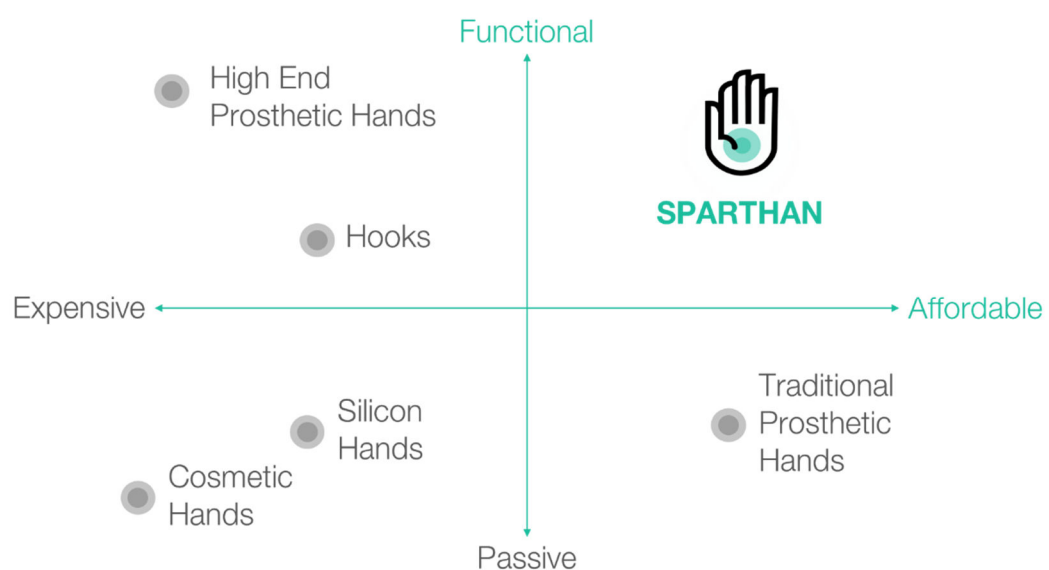 Functional
High End
Prosthetic Hands
SPARTHAN
Hooks
Expensive
Affordable
Silicon
Hands
Traditional
Prosthetic
Hands
Cosmetic
Hands
Passive